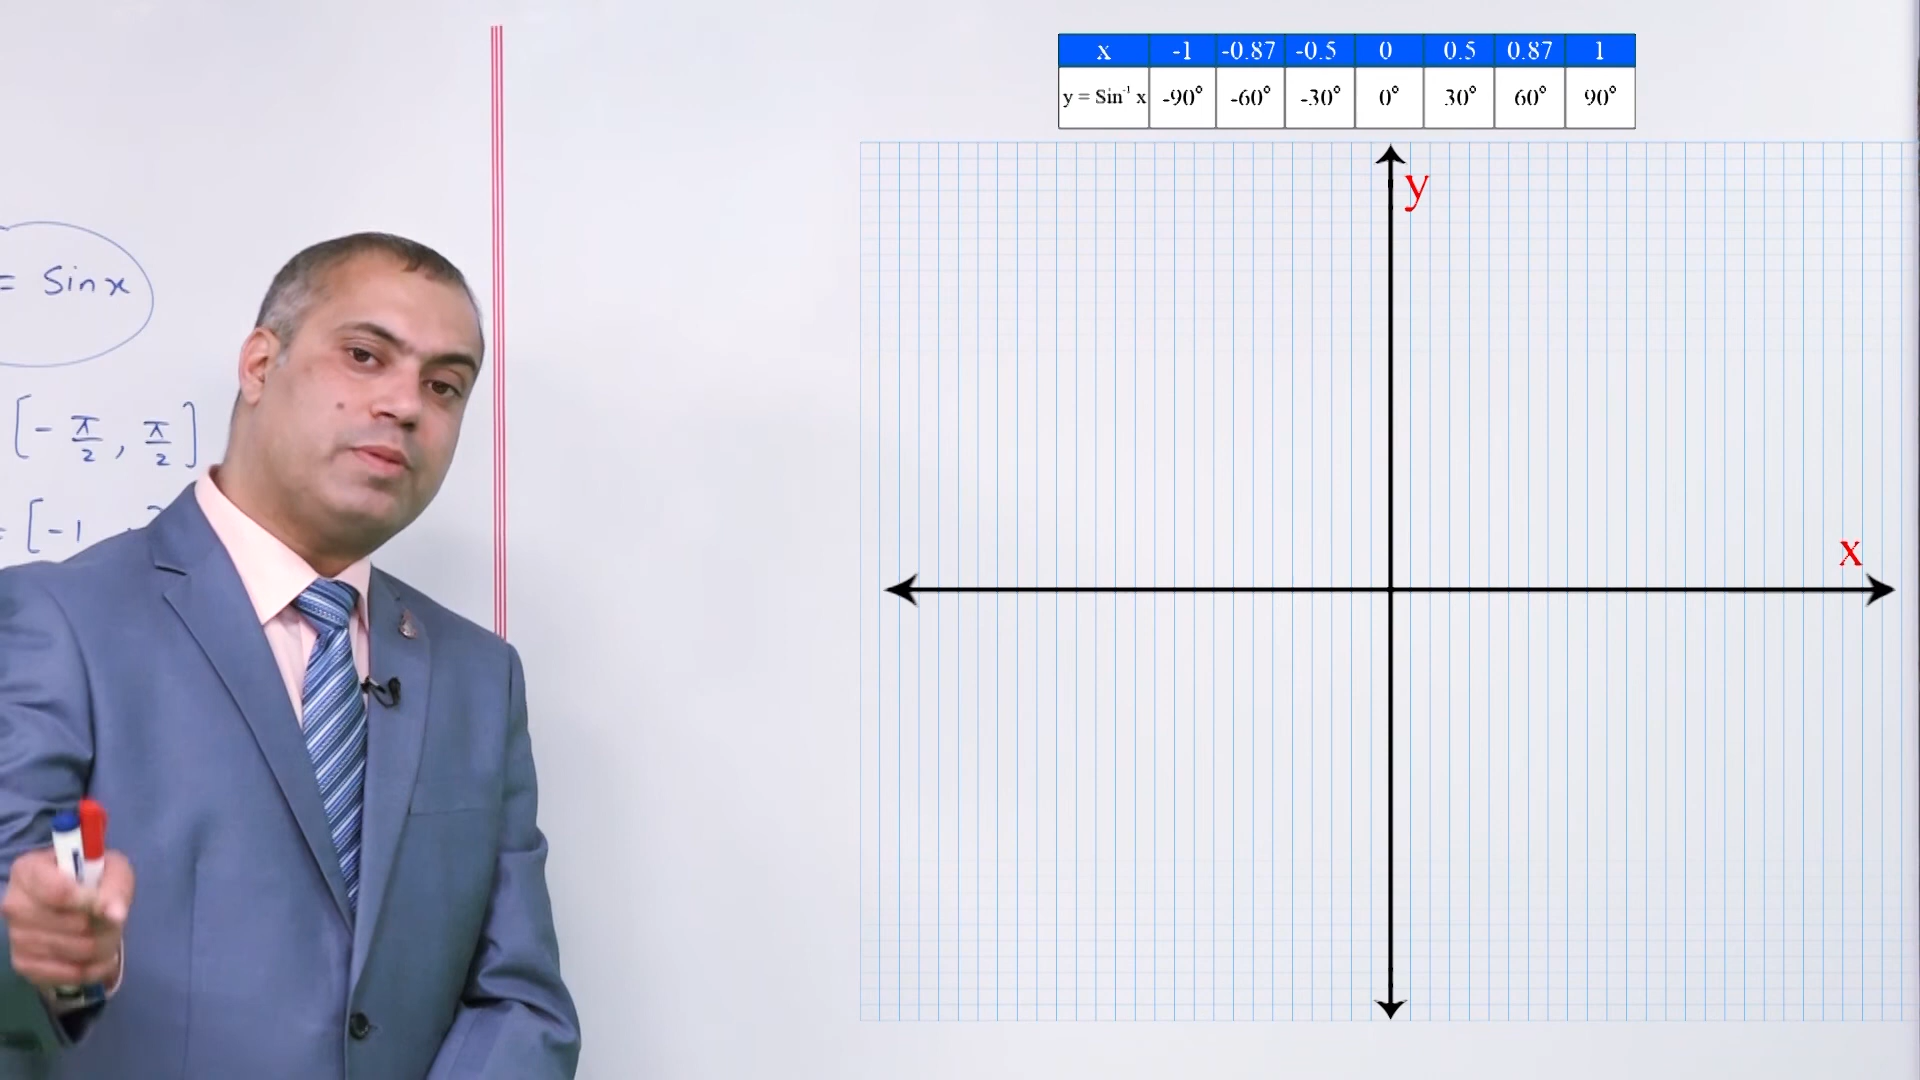 x -1 -0.87 -0.5 0 0.5 0.87 1
y = Sin⁻¹ x -90° -60° -30° 0° 30° 60° 90°
y
x
= Sin x
[-π/2, π/2]
= [-1